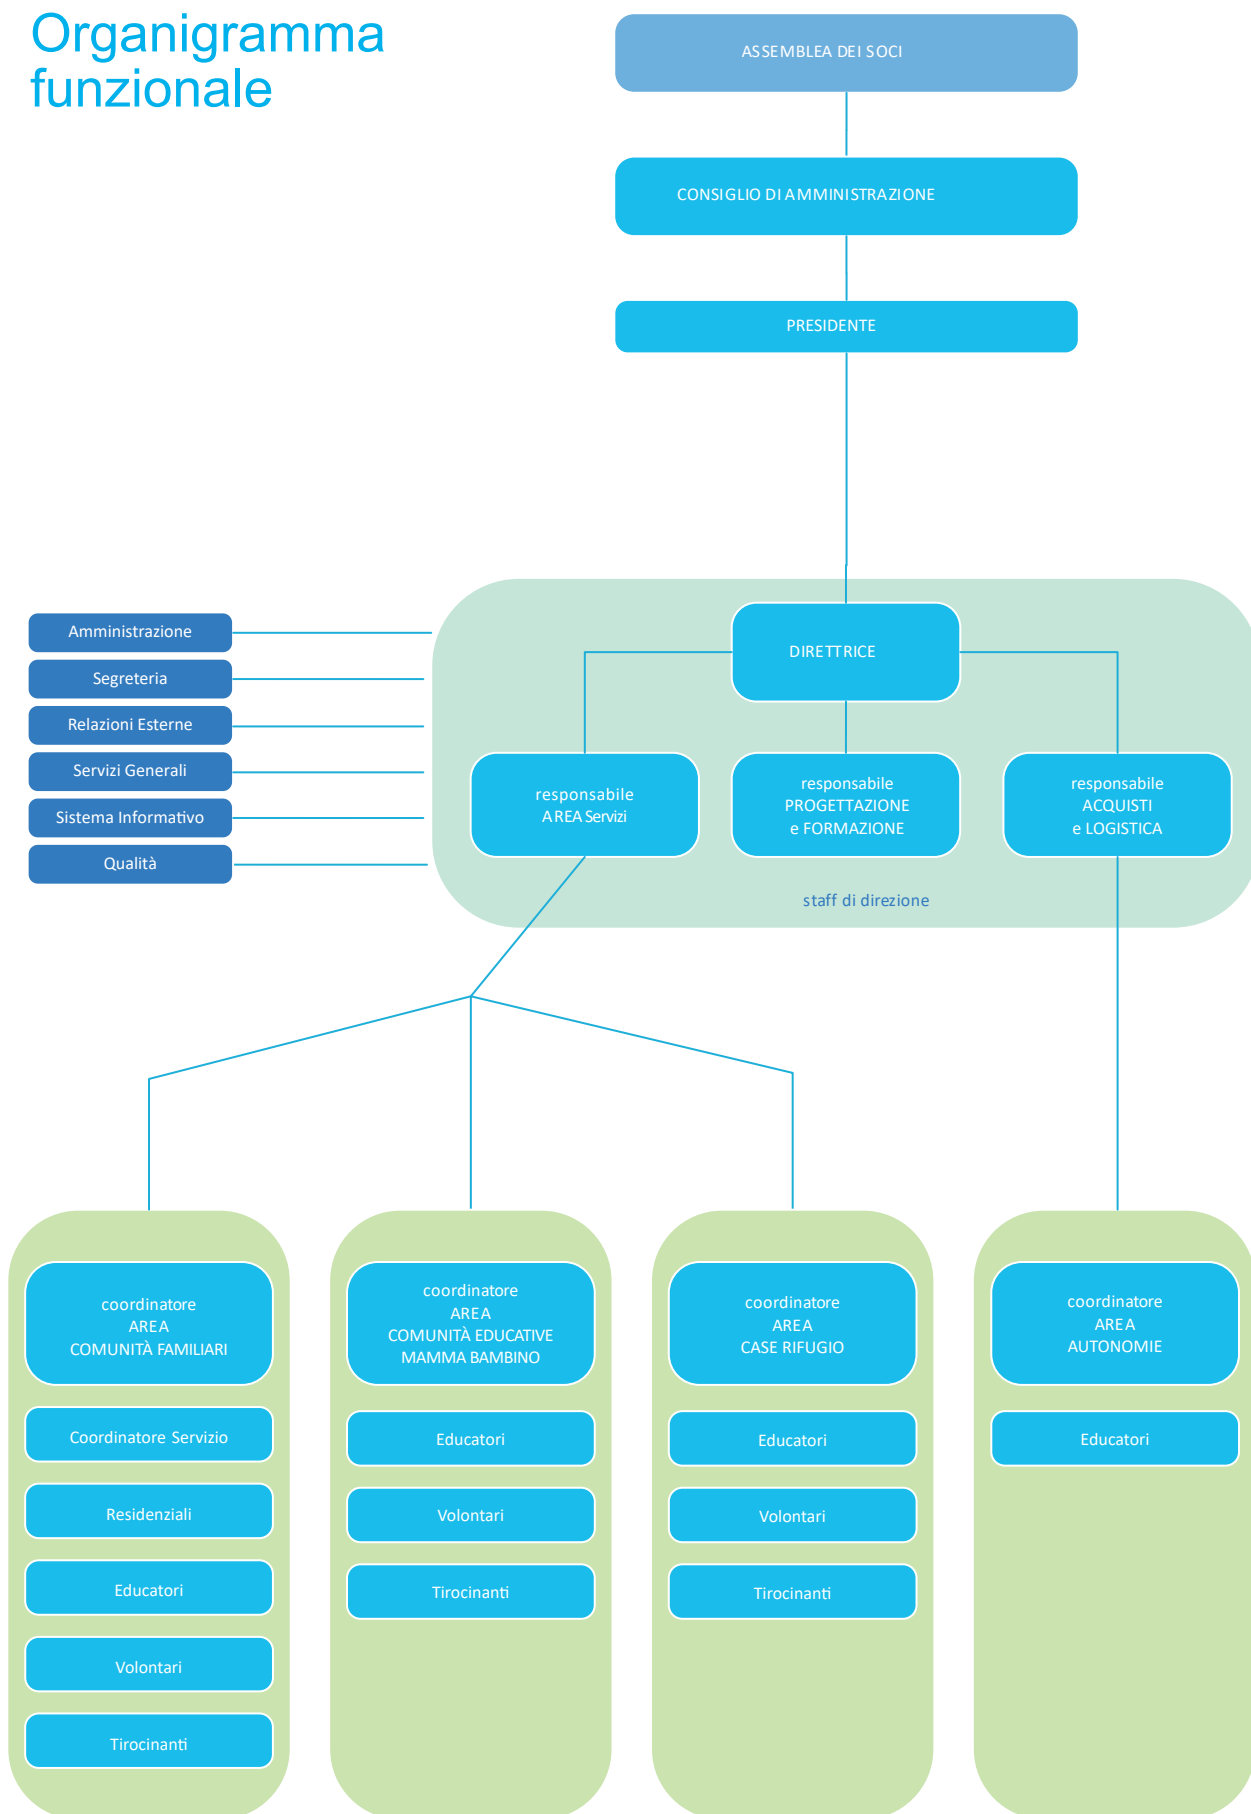 Organigramma
funzionale
ASSEMBLEA DEI SOCI
CONSIGLIO DI AMMINISTRAZIONE
PRESIDENTE
Amministrazione
Segreteria
Relazioni Esterne
Servizi Generali
Sistema Informativo
Qualità
DIRETTRICE
responsabile
AREA Servizi
responsabile
PROGETTAZIONE
e FORMAZIONE
responsabile
ACQUISTI
e LOGISTICA
staff di direzione
coordinatore
AREA
COMUNITÀ FAMILIARI
Coordinatore Servizio
Residenziali
Educatori
Volontari
Tirocinanti
coordinatore
AREA
COMUNITÀ EDUCATIVE
MAMMA BAMBINO
Educatori
Volontari
Tirocinanti
coordinatore
AREA
CASE RIFUGIO
Educatori
Volontari
Tirocinanti
coordinatore
AREA
AUTONOMIE
Educatori